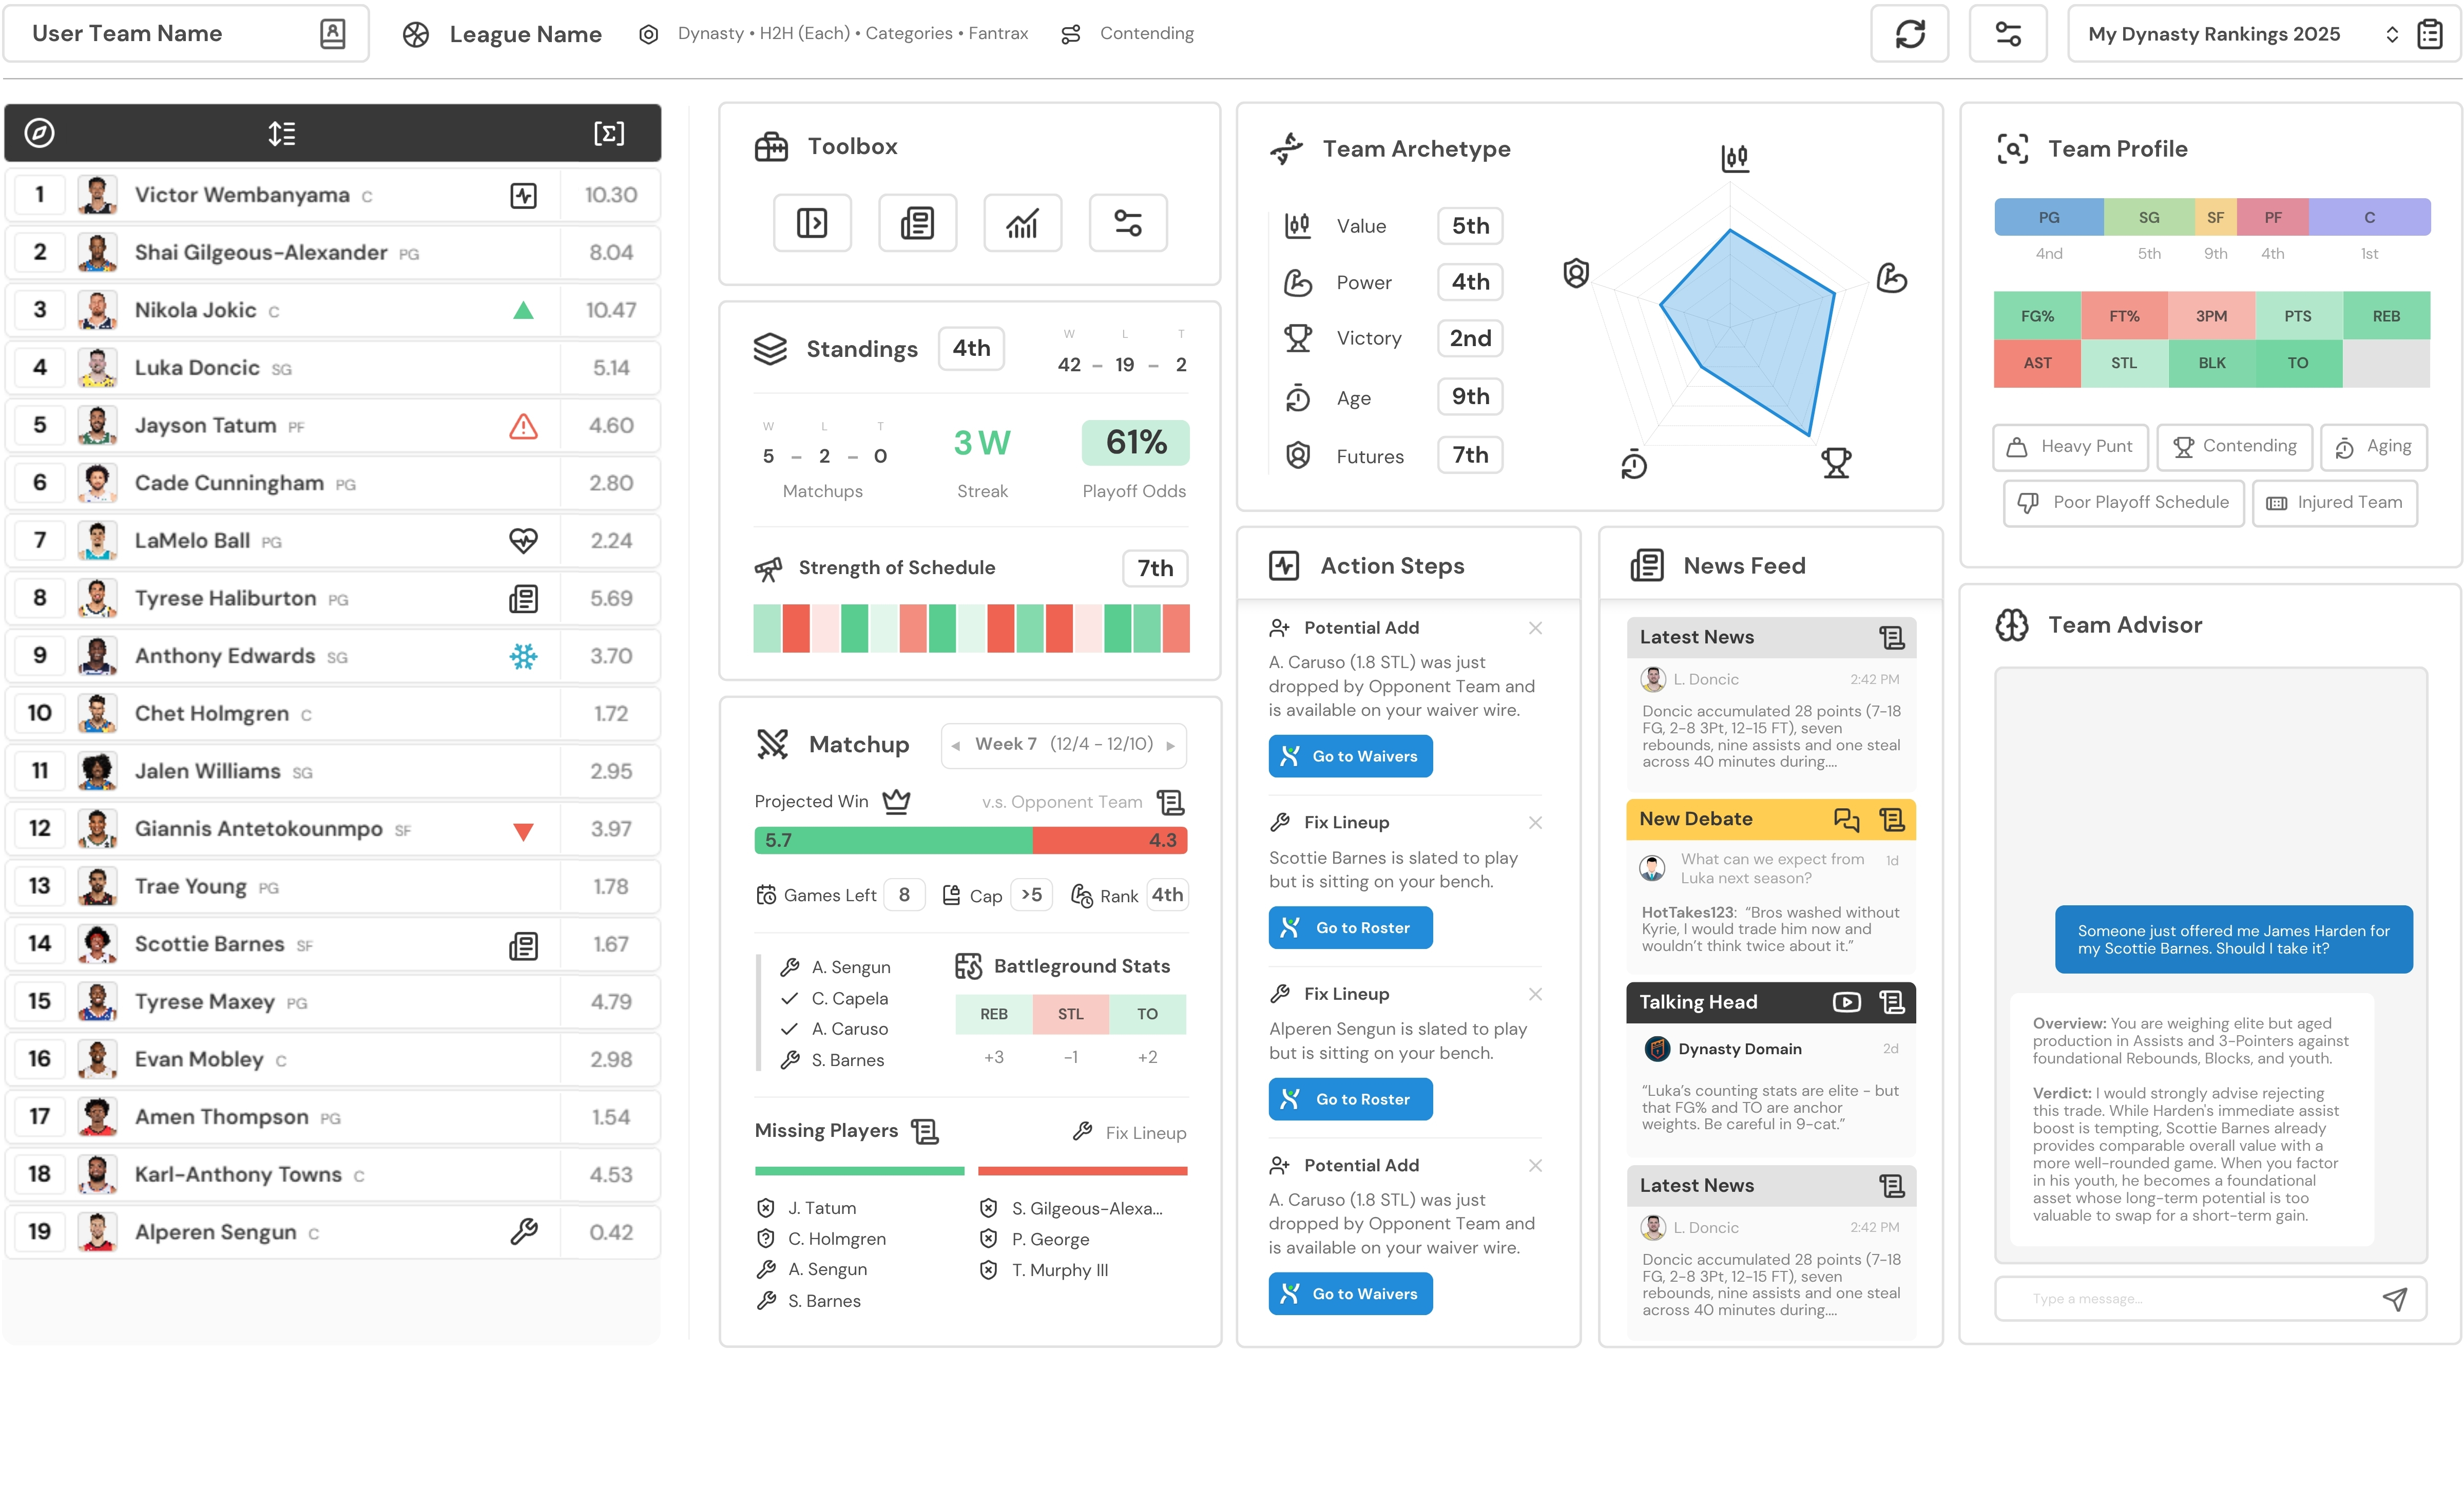 User Team Name
League Name
Dynasty • H2H (Each) • Categories • Fantrax
Contending
My Dynasty Rankings 2025
[Σ]
1 Victor Wembanyama C 10.30
2 Shai Gilgeous-Alexander PG 8.04
3 Nikola Jokic C 10.47
4 Luka Doncic SG 5.14
5 Jayson Tatum PF 4.60
6 Cade Cunningham PG 2.80
7 LaMelo Ball PG 2.24
8 Tyrese Haliburton PG 5.69
9 Anthony Edwards SG 3.70
10 Chet Holmgren C 1.72
11 Jalen Williams SG 2.95
12 Giannis Antetokounmpo SF 3.97
13 Trae Young PG 1.78
14 Scottie Barnes SF 1.67
15 Tyrese Maxey PG 4.79
16 Evan Mobley C 2.98
17 Amen Thompson PG 1.54
18 Karl-Anthony Towns C 4.53
19 Alperen Sengun C 0.42
Toolbox
Standings 4th
W L T
42 – 19 – 2
W L T
5 – 2 – 0
Matchups
3 W
Streak
61%
Playoff Odds
Strength of Schedule 7th
Matchup
Week 7 (12/4 - 12/10)
Projected Win
v.s. Opponent Team
5.7 4.3
Games Left 8
Cap >5
Rank 4th
A. Sengun
C. Capela
A. Caruso
S. Barnes
Battleground Stats
REB STL TO
+3 -1 +2
Missing Players
Fix Lineup
J. Tatum
C. Holmgren
A. Sengun
S. Barnes
S. Gilgeous-Alexa...
P. George
T. Murphy III
Team Archetype
Value 5th
Power 4th
Victory 2nd
Age 9th
Futures 7th
Action Steps
Potential Add
A. Caruso (1.8 STL) was just
dropped by Opponent Team and
is available on your waiver wire.
Go to Waivers
Fix Lineup
Scottie Barnes is slated to play
but is sitting on your bench.
Go to Roster
Fix Lineup
Alperen Sengun is slated to play
but is sitting on your bench.
Go to Roster
Potential Add
A. Caruso (1.8 STL) was just
dropped by Opponent Team and
is available on your waiver wire.
Go to Waivers
News Feed
Latest News
L. Doncic 2:42 PM
Doncic accumulated 28 points (7-18
FG, 2-8 3Pt, 12-15 FT), seven
rebounds, nine assists and one steal
across 40 minutes during....
New Debate
What can we expect from 1d
Luka next season?
HotTakes123: “Bros washed without
Kyrie, I would trade him now and
wouldn’t think twice about it.”
Talking Head
Dynasty Domain 2d
“Luka’s counting stats are elite - but
that FG% and TO are anchor
weights. Be careful in 9-cat.”
Latest News
L. Doncic 2:42 PM
Doncic accumulated 28 points (7-18
FG, 2-8 3Pt, 12-15 FT), seven
rebounds, nine assists and one steal
across 40 minutes during....
Team Profile
PG SG SF PF C
4nd 5th 9th 4th 1st
FG% FT% 3PM PTS REB
AST STL BLK TO
Heavy Punt
Contending
Aging
Poor Playoff Schedule
Injured Team
Team Advisor
Someone just offered me James Harden for
my Scottie Barnes. Should I take it?
Overview: You are weighing elite but aged
production in Assists and 3-Pointers against
foundational Rebounds, Blocks, and youth.
Verdict: I would strongly advise rejecting
this trade. While Harden's immediate assist
boost is tempting, Scottie Barnes already
provides comparable overall value with a
more well-rounded game. When you factor
in his youth, he becomes a foundational
asset whose long-term potential is too
valuable to swap for a short-term gain.
Type a message...